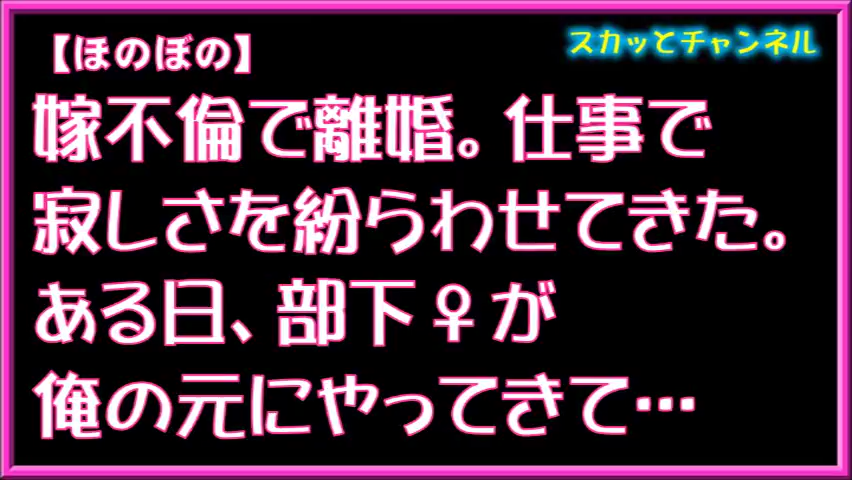 【ほのぼの】
スカッとチャンネル
嫁不倫で離婚。仕事で
寂しさを紛らわせてきた。
ある日、部下♀が
俺の元にやってきて…